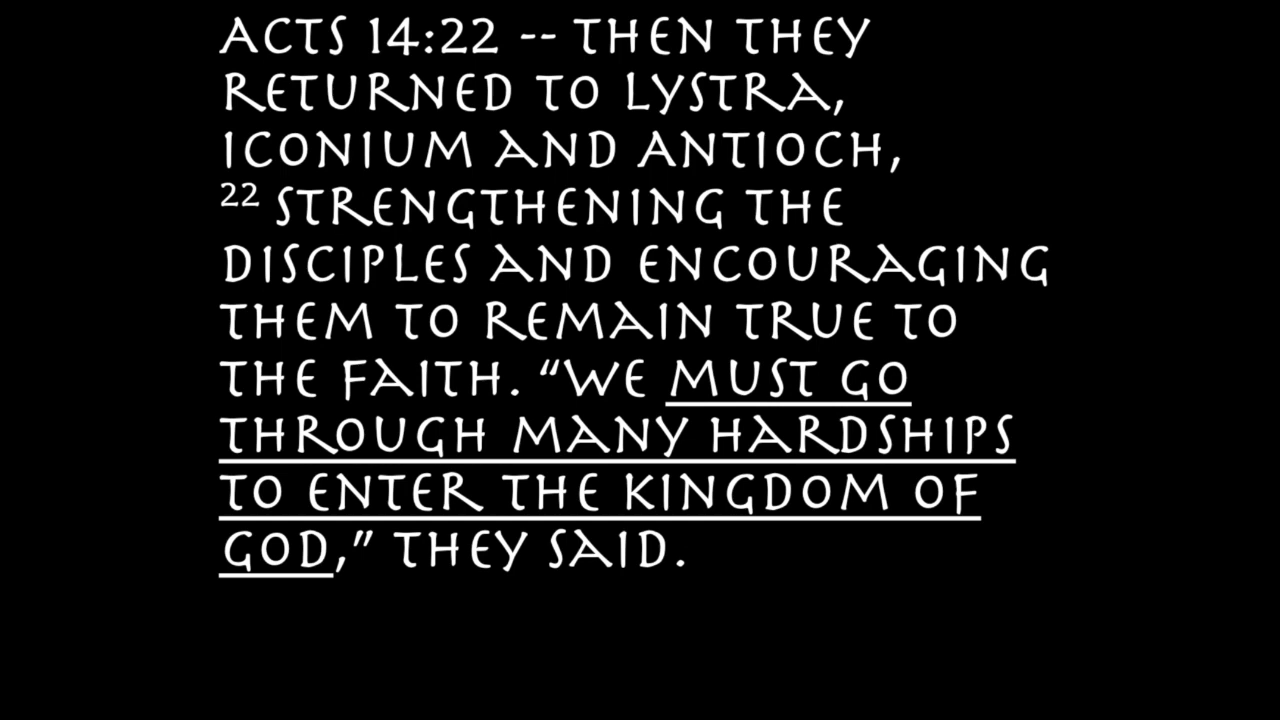 ACTS 14:22 -- THEN THEY
RETURNED TO LYSTRA,
ICONIUM AND ANTIOCH,
22 STRENGTHENING THE
DISCIPLES AND ENCOURAGING
THEM TO REMAIN TRUE TO
THE FAITH. “WE MUST GO
THROUGH MANY HARDSHIPS
TO ENTER THE KINGDOM OF
GOD,” THEY SAID.